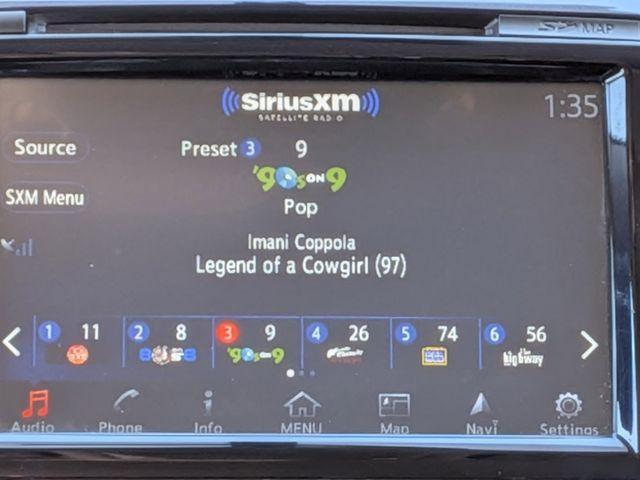 SD MAP
SiriusXM
SATELLITE RADIO
1:35
Source
Preset 3 9
'90s ON 9
Pop
SXM Menu
Imani Coppola
Legend of a Cowgirl (97)
1 11 2 8 3 9 4 26 5 74 6 56
'90s ON 9 the highway
Audio Phone Info MENU Map Navi Settings